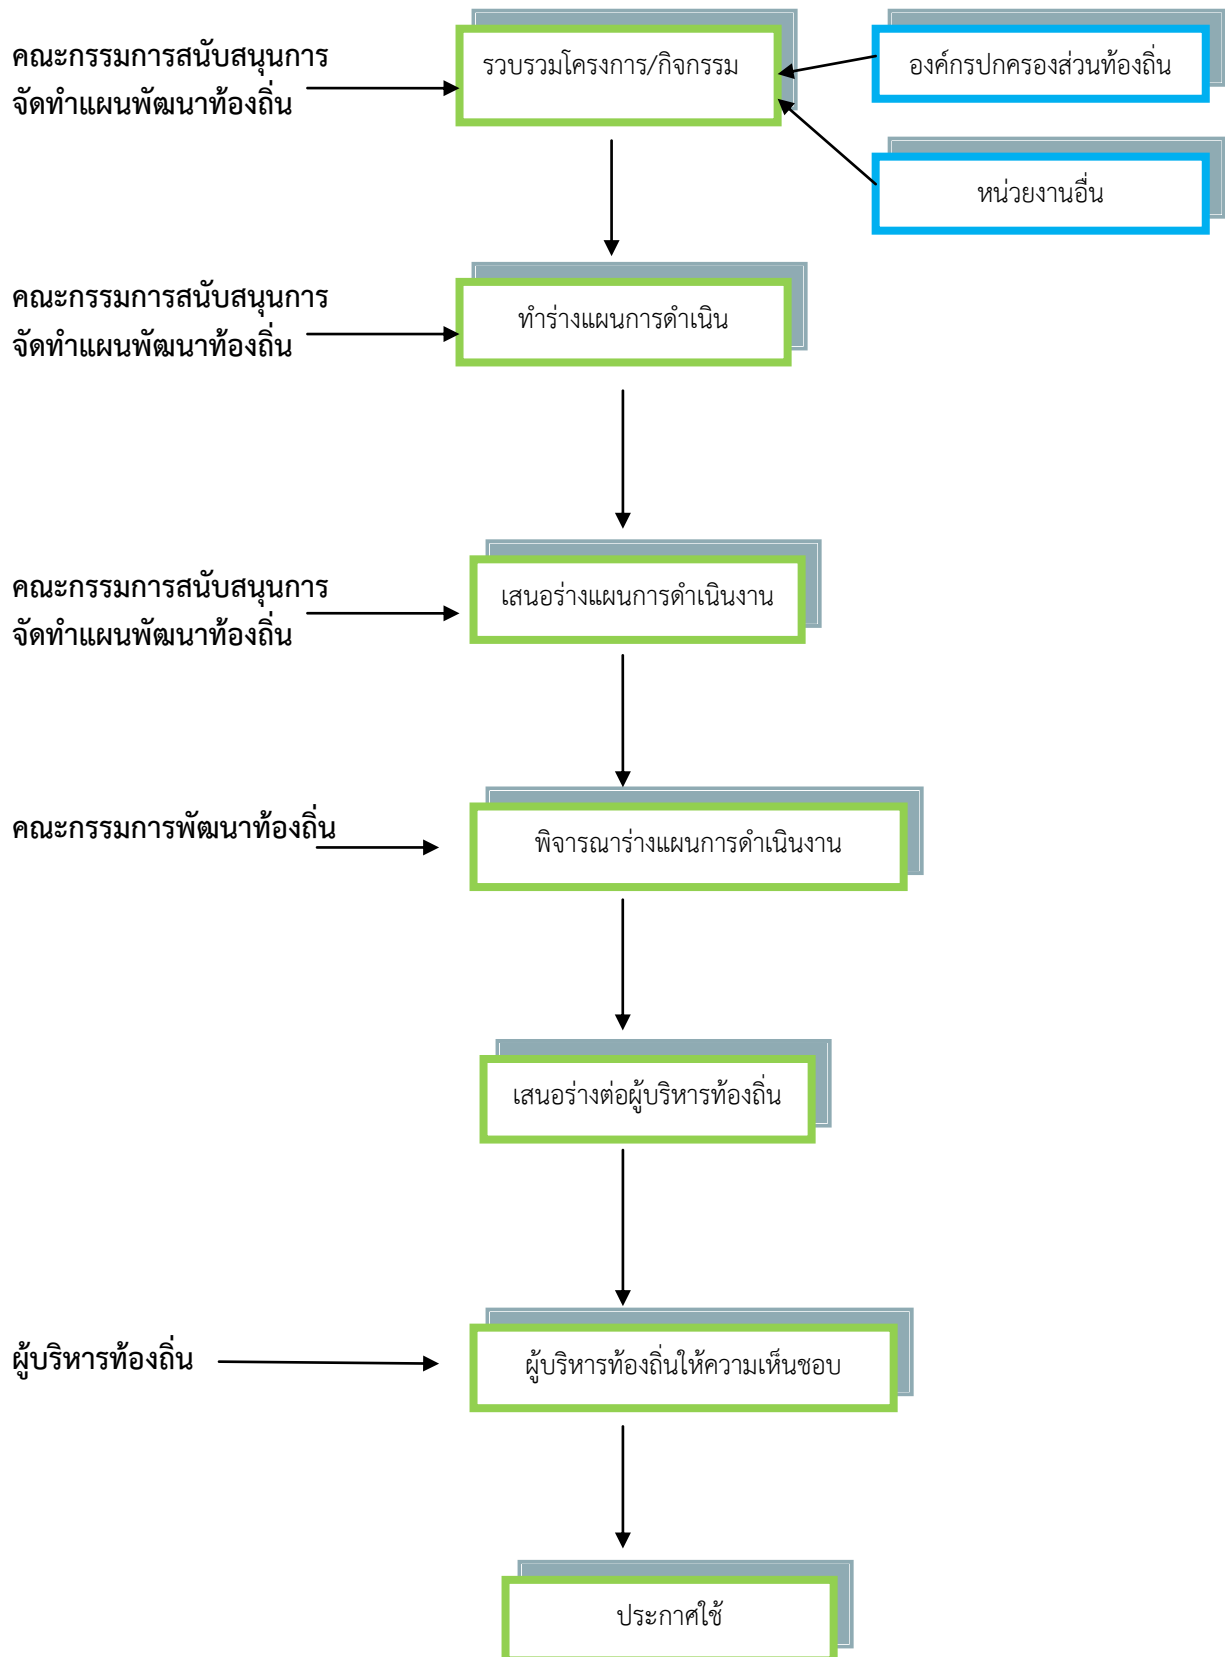 คณะกรรมการสนับสนุนการ
จัดทำแผนพัฒนาท้องถิ่น
รวบรวมโครงการ/กิจกรรม
องค์กรปกครองส่วนท้องถิ่น
หน่วยงานอื่น
คณะกรรมการสนับสนุนการ
จัดทำแผนพัฒนาท้องถิ่น
ทำร่างแผนการดำเนิน
คณะกรรมการสนับสนุนการ
จัดทำแผนพัฒนาท้องถิ่น
เสนอร่างแผนการดำเนินงาน
คณะกรรมการพัฒนาท้องถิ่น
พิจารณาร่างแผนการดำเนินงาน
เสนอร่างต่อผู้บริหารท้องถิ่น
ผู้บริหารท้องถิ่น
ผู้บริหารท้องถิ่นให้ความเห็นชอบ
ประกาศใช้